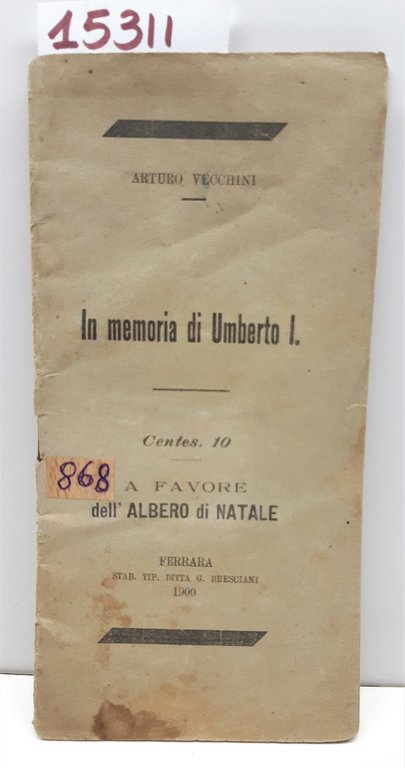 15311
ARTURO VECCHINI
In memoria di Umberto I.
Centes. 10
868
A FAVORE
dell' ALBERO di NATALE
FERRARA
STAB. TIP. DITTA G. BRESCIANI
1900